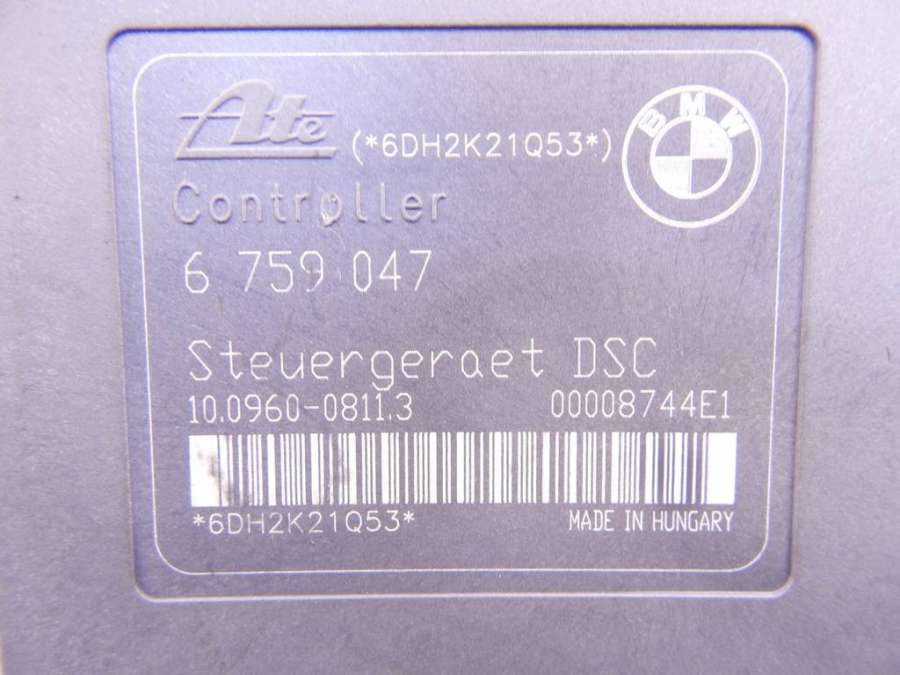 Ate (*6DH2K21Q53*)
BMW
Controller
6 759 047
Steuergeraet DSC
10.0960-0811.3 00008744E1
*6DH2K21Q53* MADE IN HUNGARY